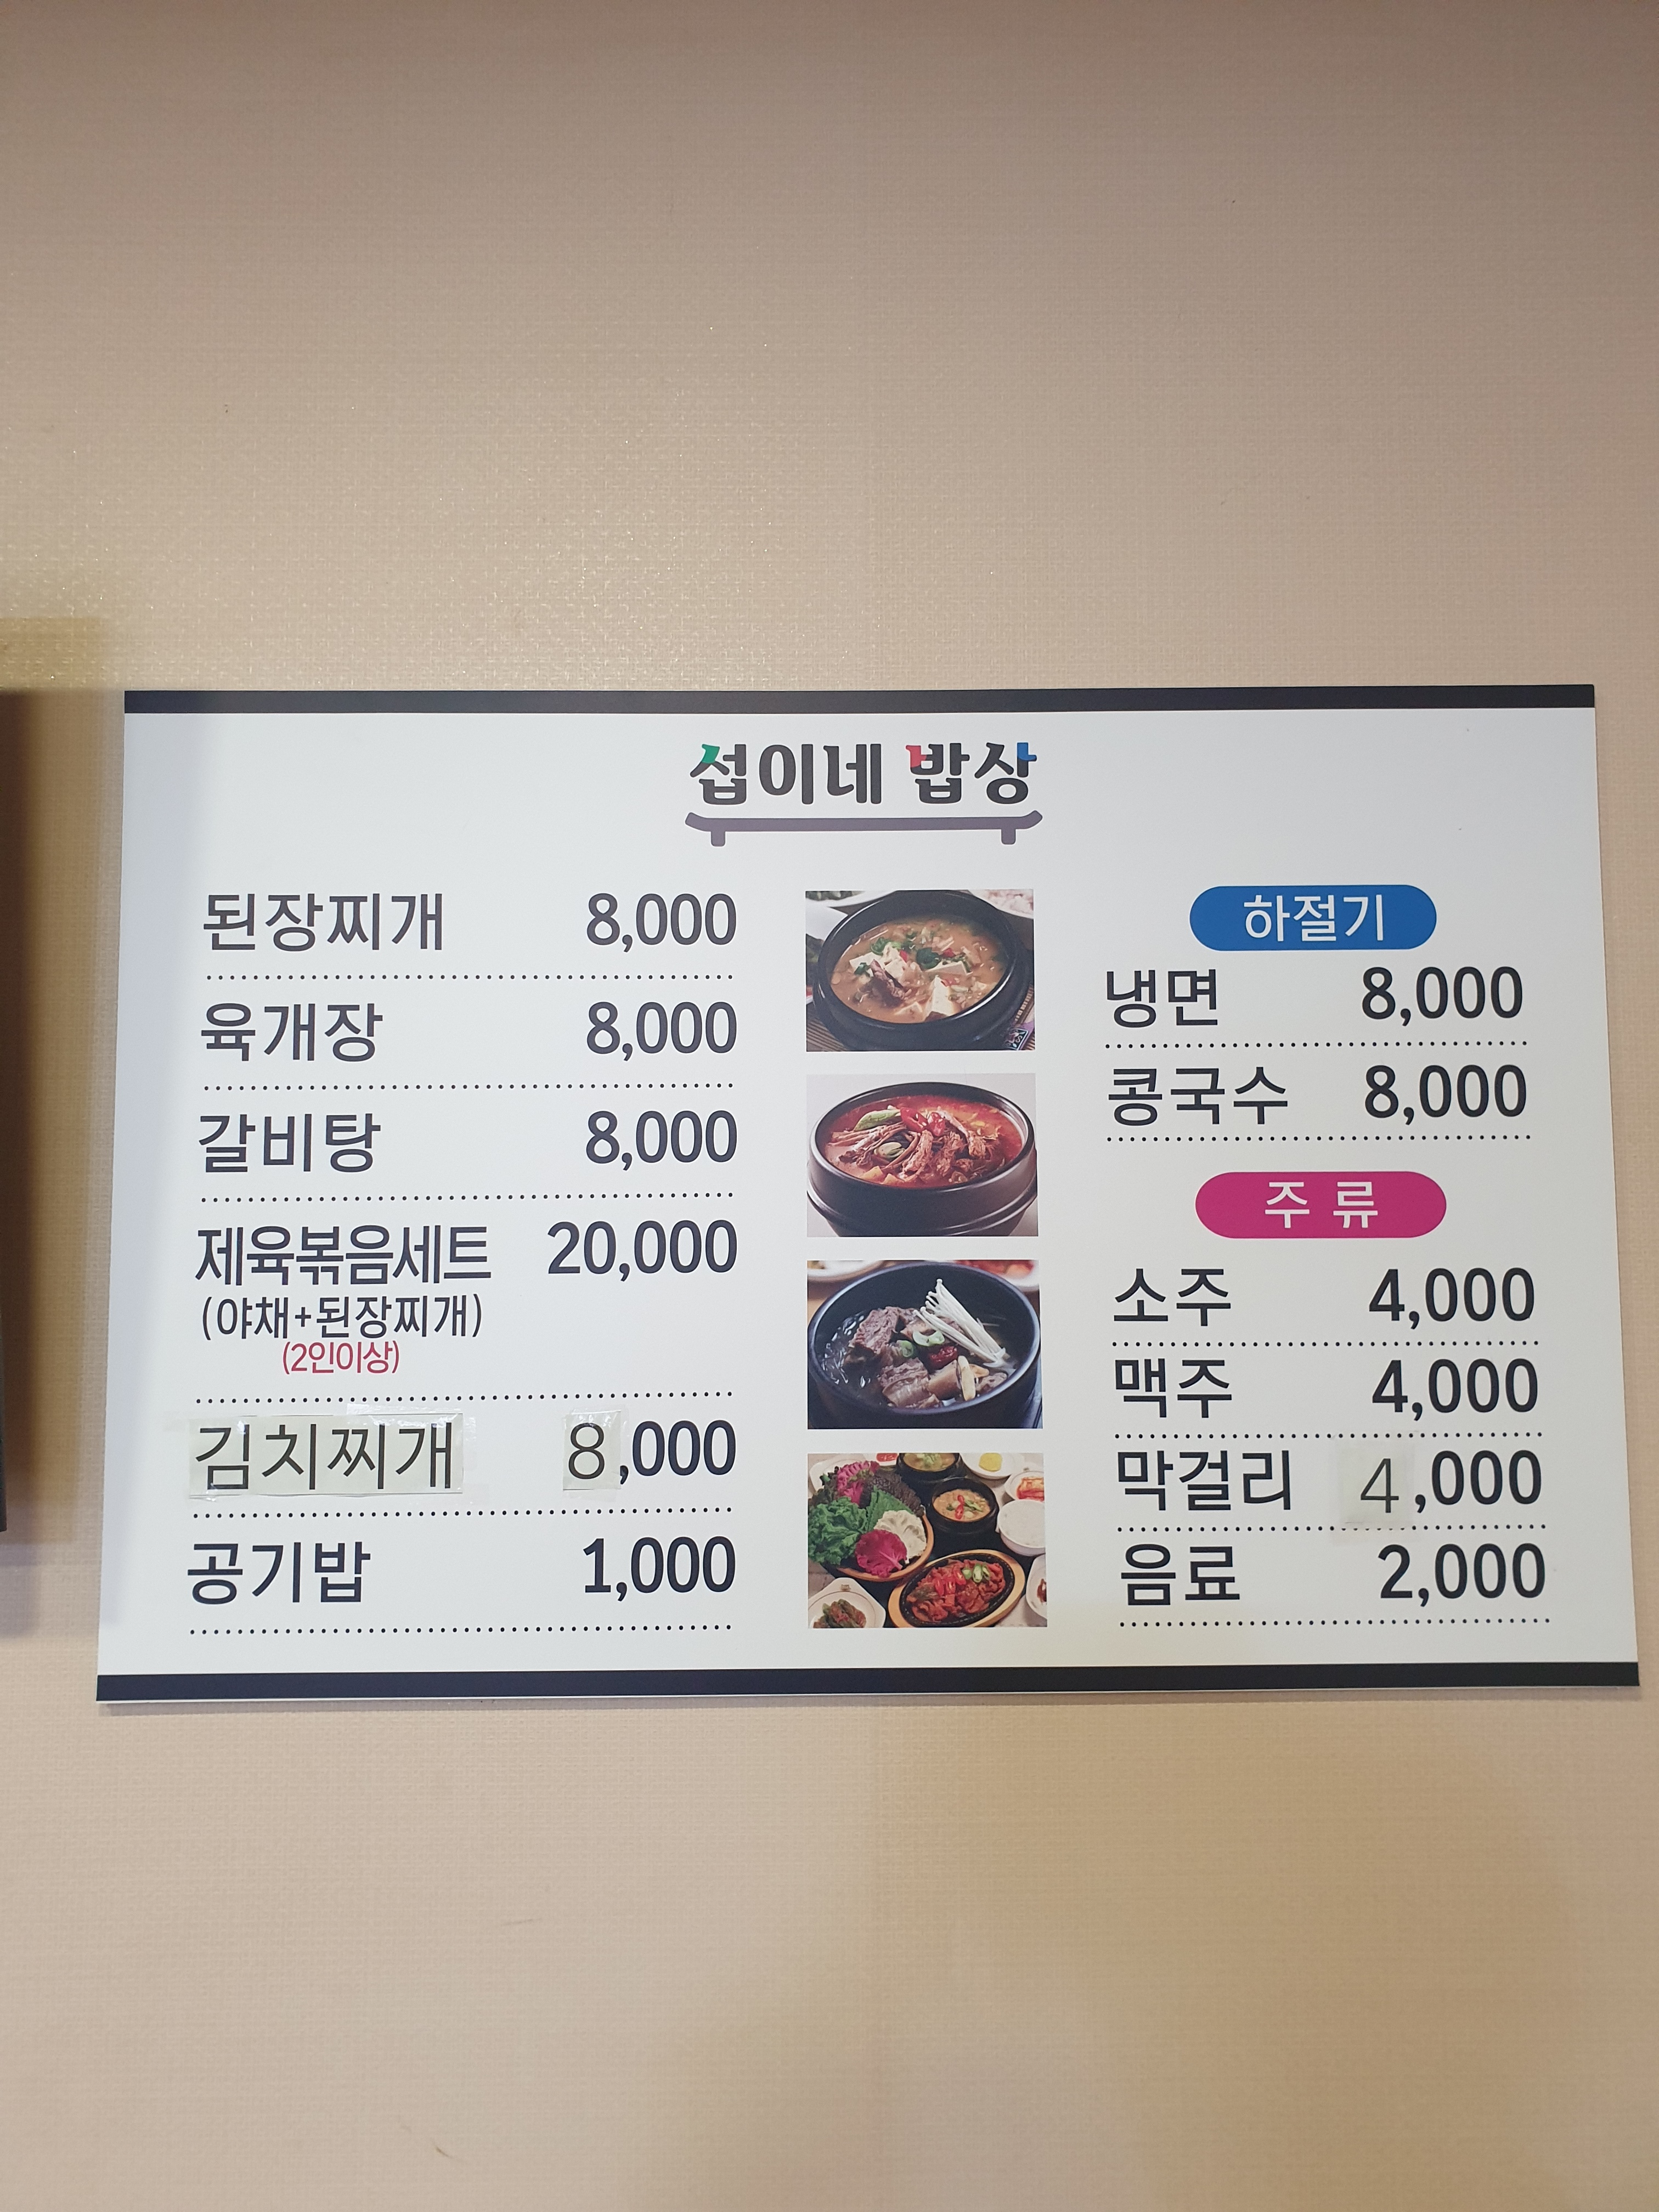 섭이네 밥상
된장찌개 8,000
육개장 8,000
갈비탕 8,000
제육볶음세트 20,000
(야채+된장찌개)
(2인이상)
김치찌개 8,000
공기밥 1,000
하절기
냉면 8,000
콩국수 8,000
주류
소주 4,000
맥주 4,000
막걸리 4,000
음료 2,000